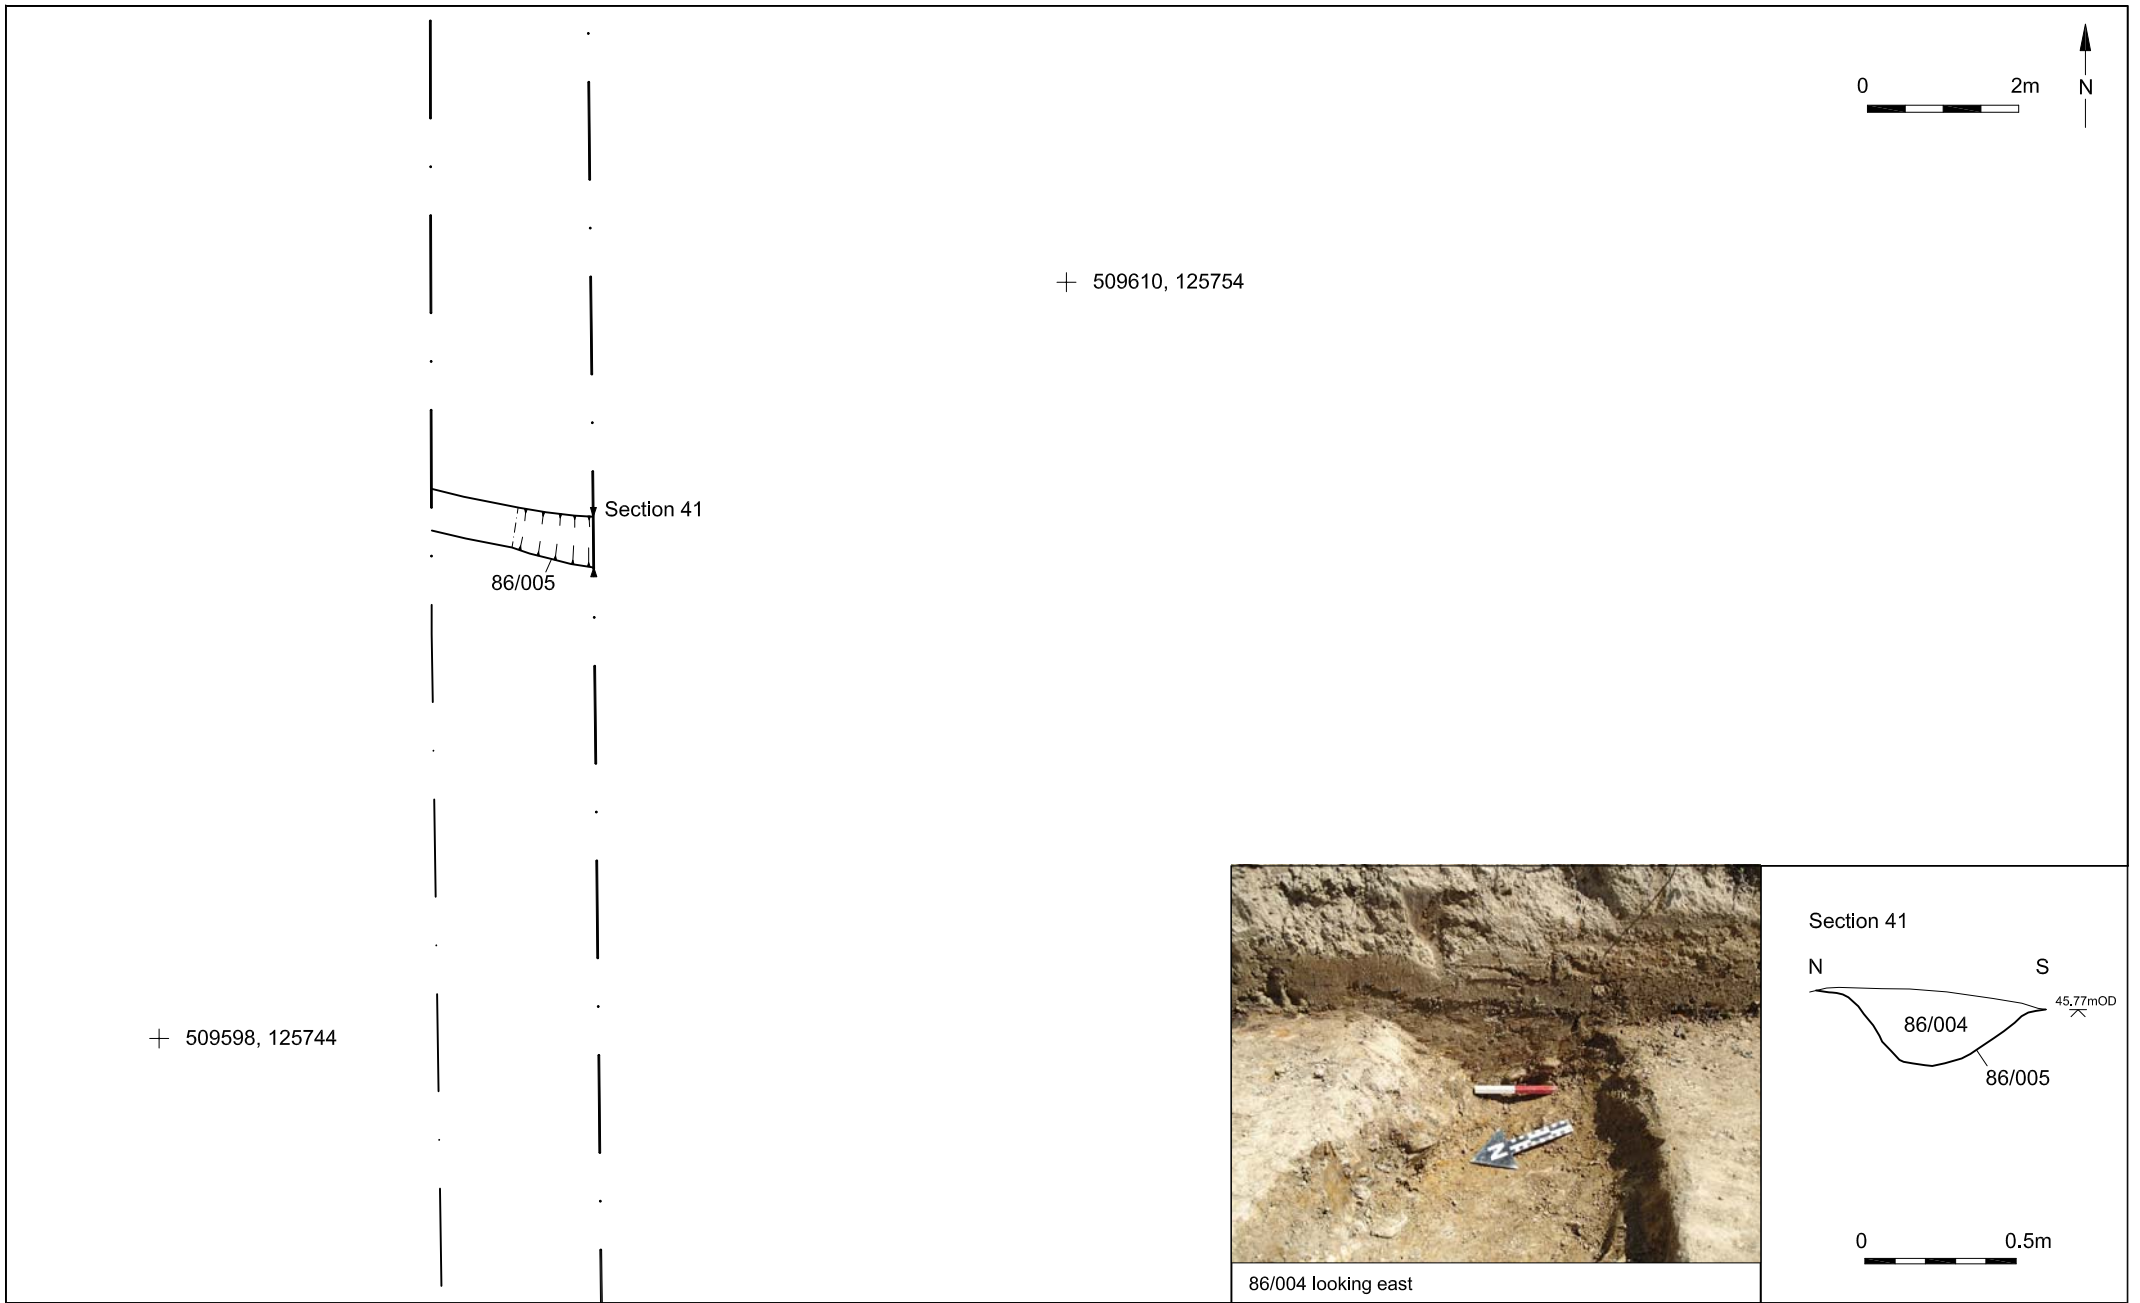 0 2m
N
509610, 125754
Section 41
86/005
509598, 125744
N
86/004 looking east
Section 41
N S
45.77mOD
86/004
86/005
0 0.5m